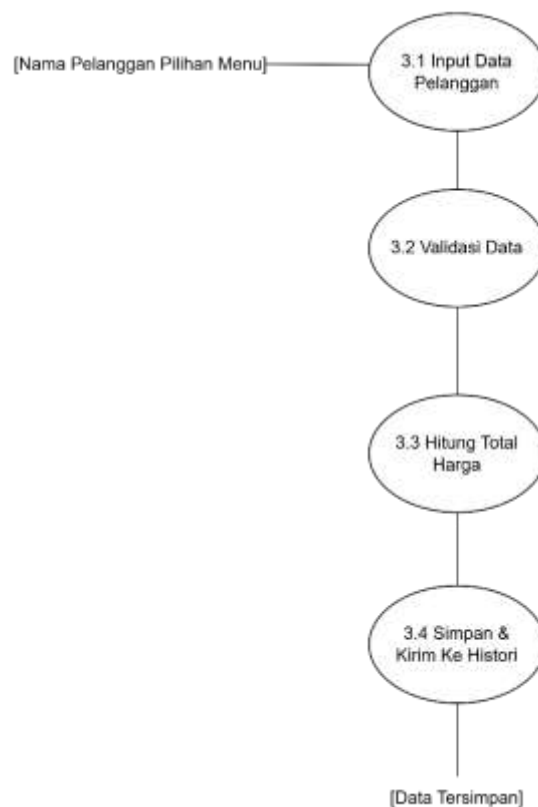 [Nama Pelanggan Pilihan Menu]
3.1 Input Data
Pelanggan
3.2 Validasi Data
3.3 Hitung Total
Harga
3.4 Simpan &
Kirim Ke Histori
[Data Tersimpan]